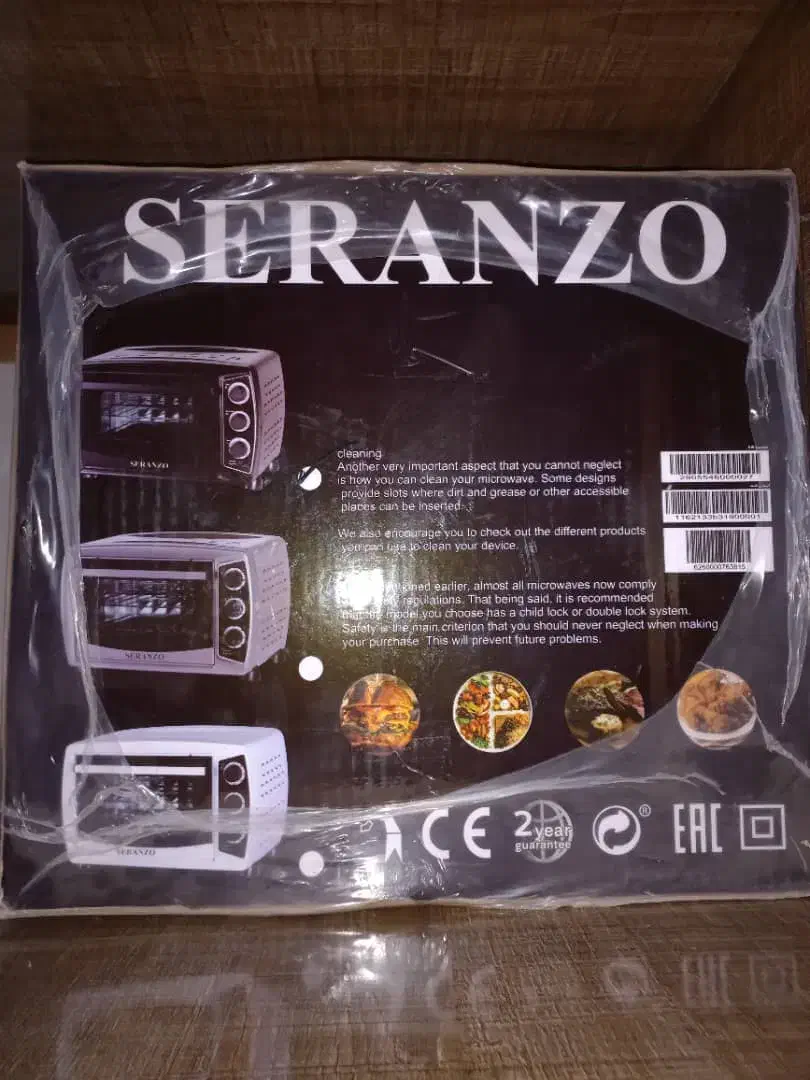 SERANZO
SERANZO
SERANZO
SERANZO
cleaning
Another very important aspect that you cannot neglect
is how you can clean your microwave. Some designs
provide slots where dirt and grease or other accessible
places can be inserted.
We also encourage you to check out the different products
you can use to clean your device.
earlier, almost all microwaves now comply
regulations. That being said, it is recommended
that the model you choose has a child lock or double lock system.
Safety is the main criterion that you should never neglect when making
your purchase. This will prevent future problems.
6260000763815
CE
2 year
guarantee
®
EAC